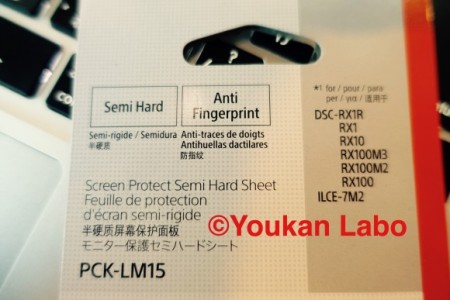 Semi Hard
Semi-rigide / Semidura
半硬质
Anti
Fingerprint
Anti-traces de doigts
Antihuellas dactilares
防指纹
*1 for / pour / para
per / για / 适用于
DSC-RX1R
RX1
RX10
RX100M3
RX100M2
RX100
ILCE-7M2
Screen Protect Semi Hard Sheet
Feuille de protection
d'écran semi-rigide
半硬质屏幕保护面板
モニター保護セミハードシート
PCK-LM15
©Youkan Labo